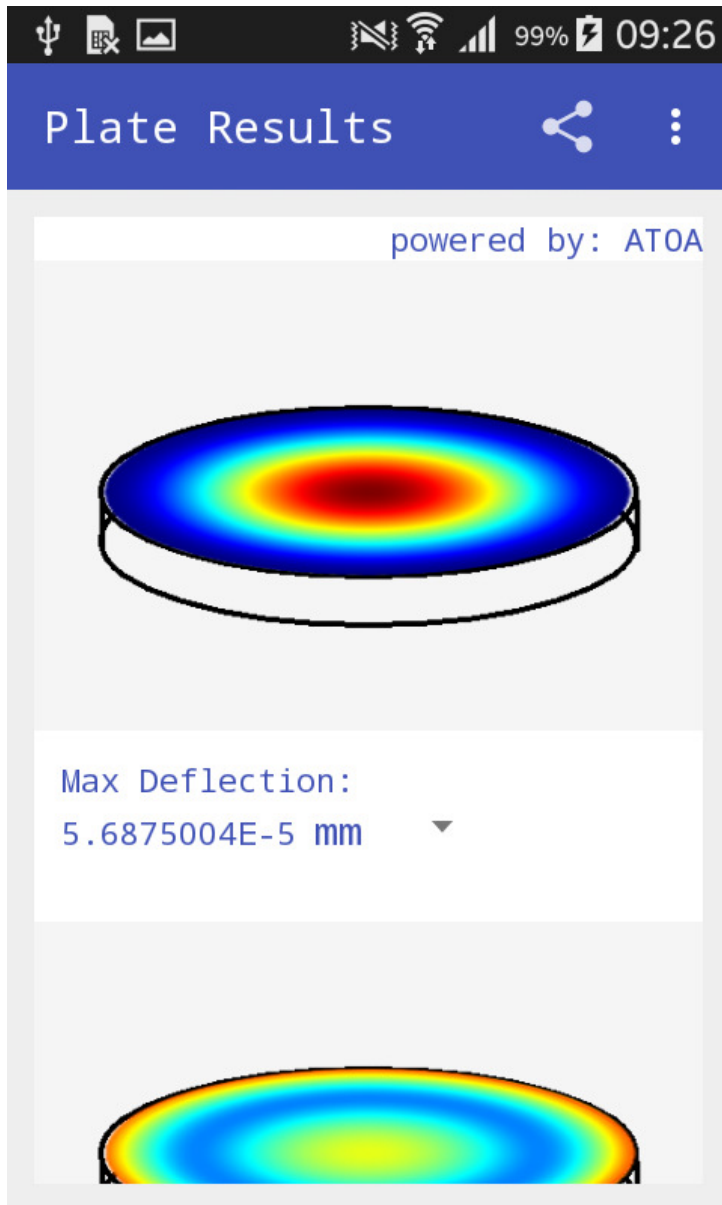 99% 09:26
Plate Results
powered by: ATOA
Max Deflection:
5.6875004E-5 mm